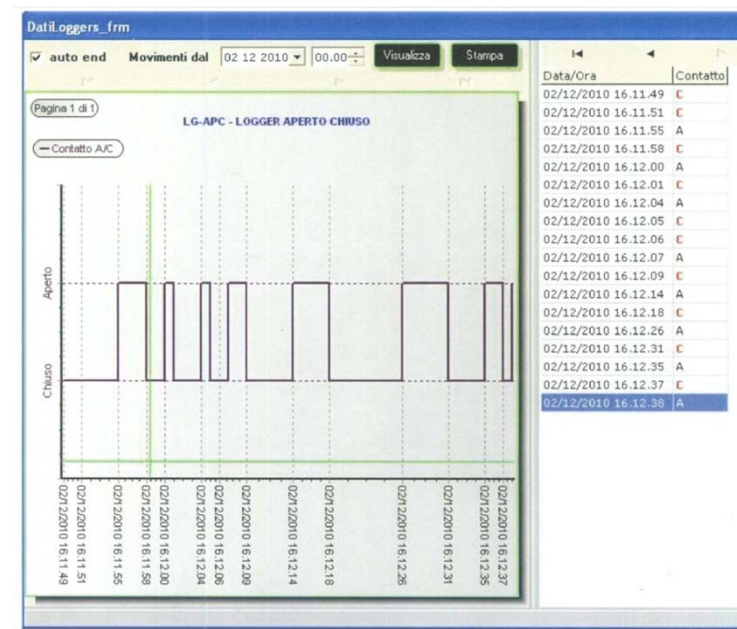 DatiLoggers_frm
auto end Movimenti dal 02 12 2010 00.00 Visualizza Stampa
Pagina 1 di 1
LG-APC - LOGGER APERTO CHIUSO
Contatto A/C
Aperto
Chiuso
02/12/2010 16.11.49
02/12/2010 16.11.51
02/12/2010 16.11.55
02/12/2010 16.11.58
02/12/2010 16.12.00
02/12/2010 16.12.04
02/12/2010 16.12.06
02/12/2010 16.12.09
02/12/2010 16.12.14
02/12/2010 16.12.18
02/12/2010 16.12.26
02/12/2010 16.12.31
02/12/2010 16.12.35
02/12/2010 16.12.37
Data/Ora Contatto
02/12/2010 16.11.49 C
02/12/2010 16.11.51 C
02/12/2010 16.11.55 A
02/12/2010 16.11.58 C
02/12/2010 16.12.00 A
02/12/2010 16.12.01 C
02/12/2010 16.12.04 A
02/12/2010 16.12.05 C
02/12/2010 16.12.06 C
02/12/2010 16.12.07 A
02/12/2010 16.12.09 C
02/12/2010 16.12.14 A
02/12/2010 16.12.18 C
02/12/2010 16.12.26 A
02/12/2010 16.12.31 C
02/12/2010 16.12.35 A
02/12/2010 16.12.37 C
02/12/2010 16.12.38 A